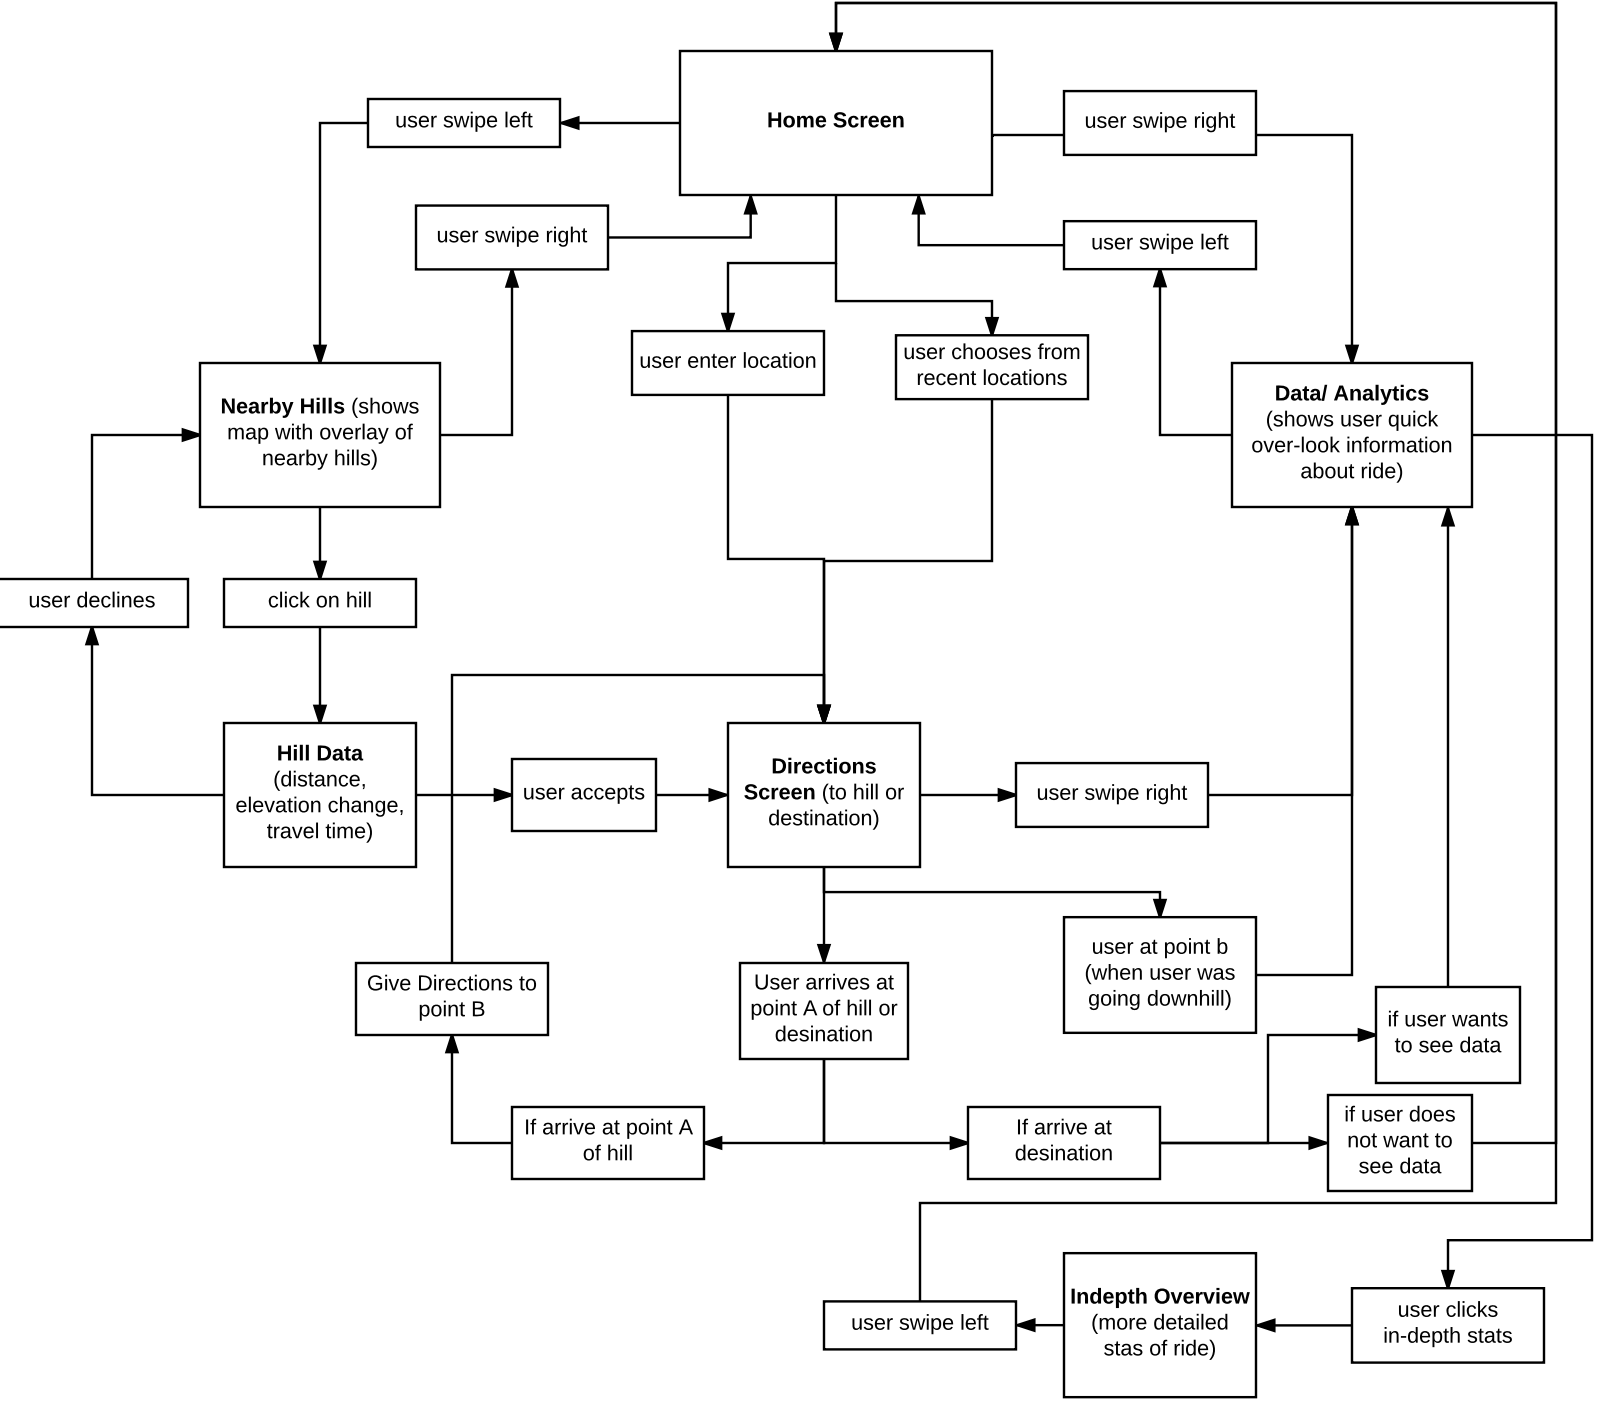 Home Screen
user swipe left
user swipe right
user swipe right
user swipe left
user enter location
user chooses from
recent locations
Nearby Hills (shows
map with overlay of
nearby hills)
Data/ Analytics
(shows user quick
over-look information
about ride)
user declines
click on hill
Hill Data
(distance,
elevation change,
travel time)
user accepts
Directions
Screen (to hill or
destination)
user swipe right
user at point b
(when user was
going downhill)
Give Directions to
point B
User arrives at
point A of hill or
desination
if user wants
to see data
If arrive at point A
of hill
If arrive at
desination
if user does
not want to
see data
user swipe left
Indepth Overview
(more detailed
stas of ride)
user clicks
in-depth stats